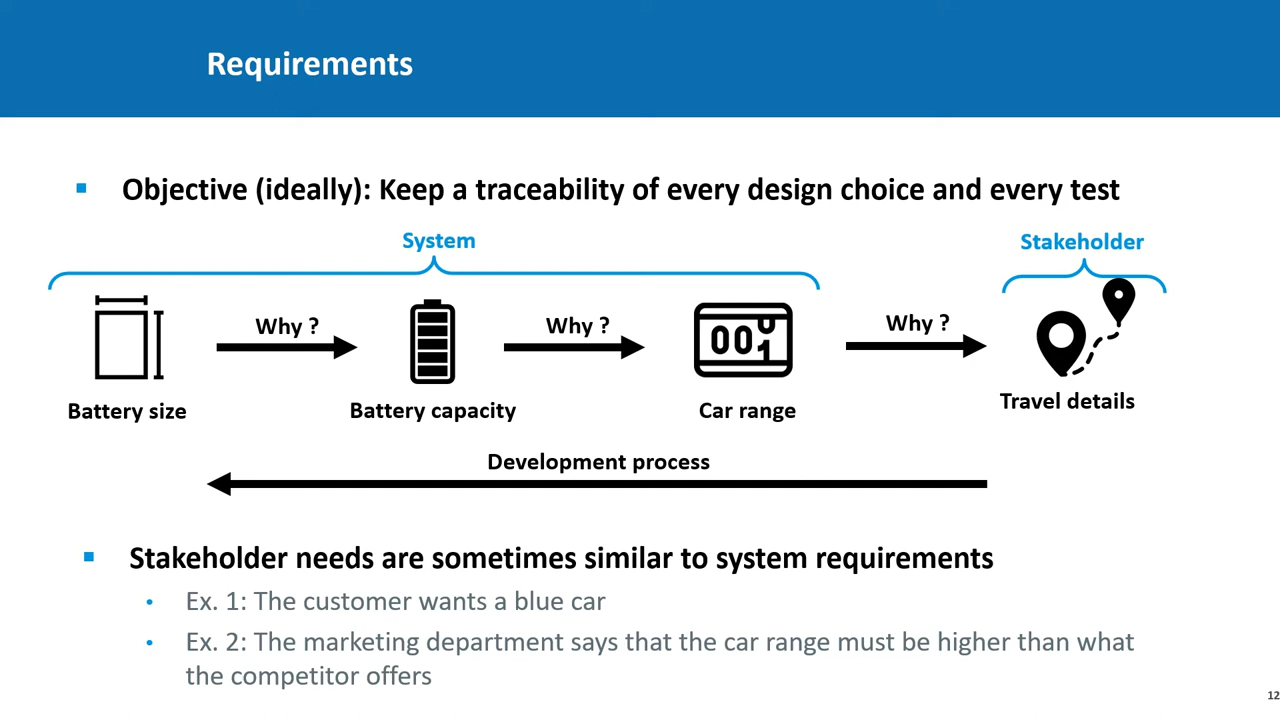 Requirements
Objective (ideally): Keep a traceability of every design choice and every test
System
Stakeholder
Why ?
Why ?
Why ?
001
Battery size
Battery capacity
Car range
Travel details
Development process
Stakeholder needs are sometimes similar to system requirements
Ex. 1: The customer wants a blue car
Ex. 2: The marketing department says that the car range must be higher than what
the competitor offers
12